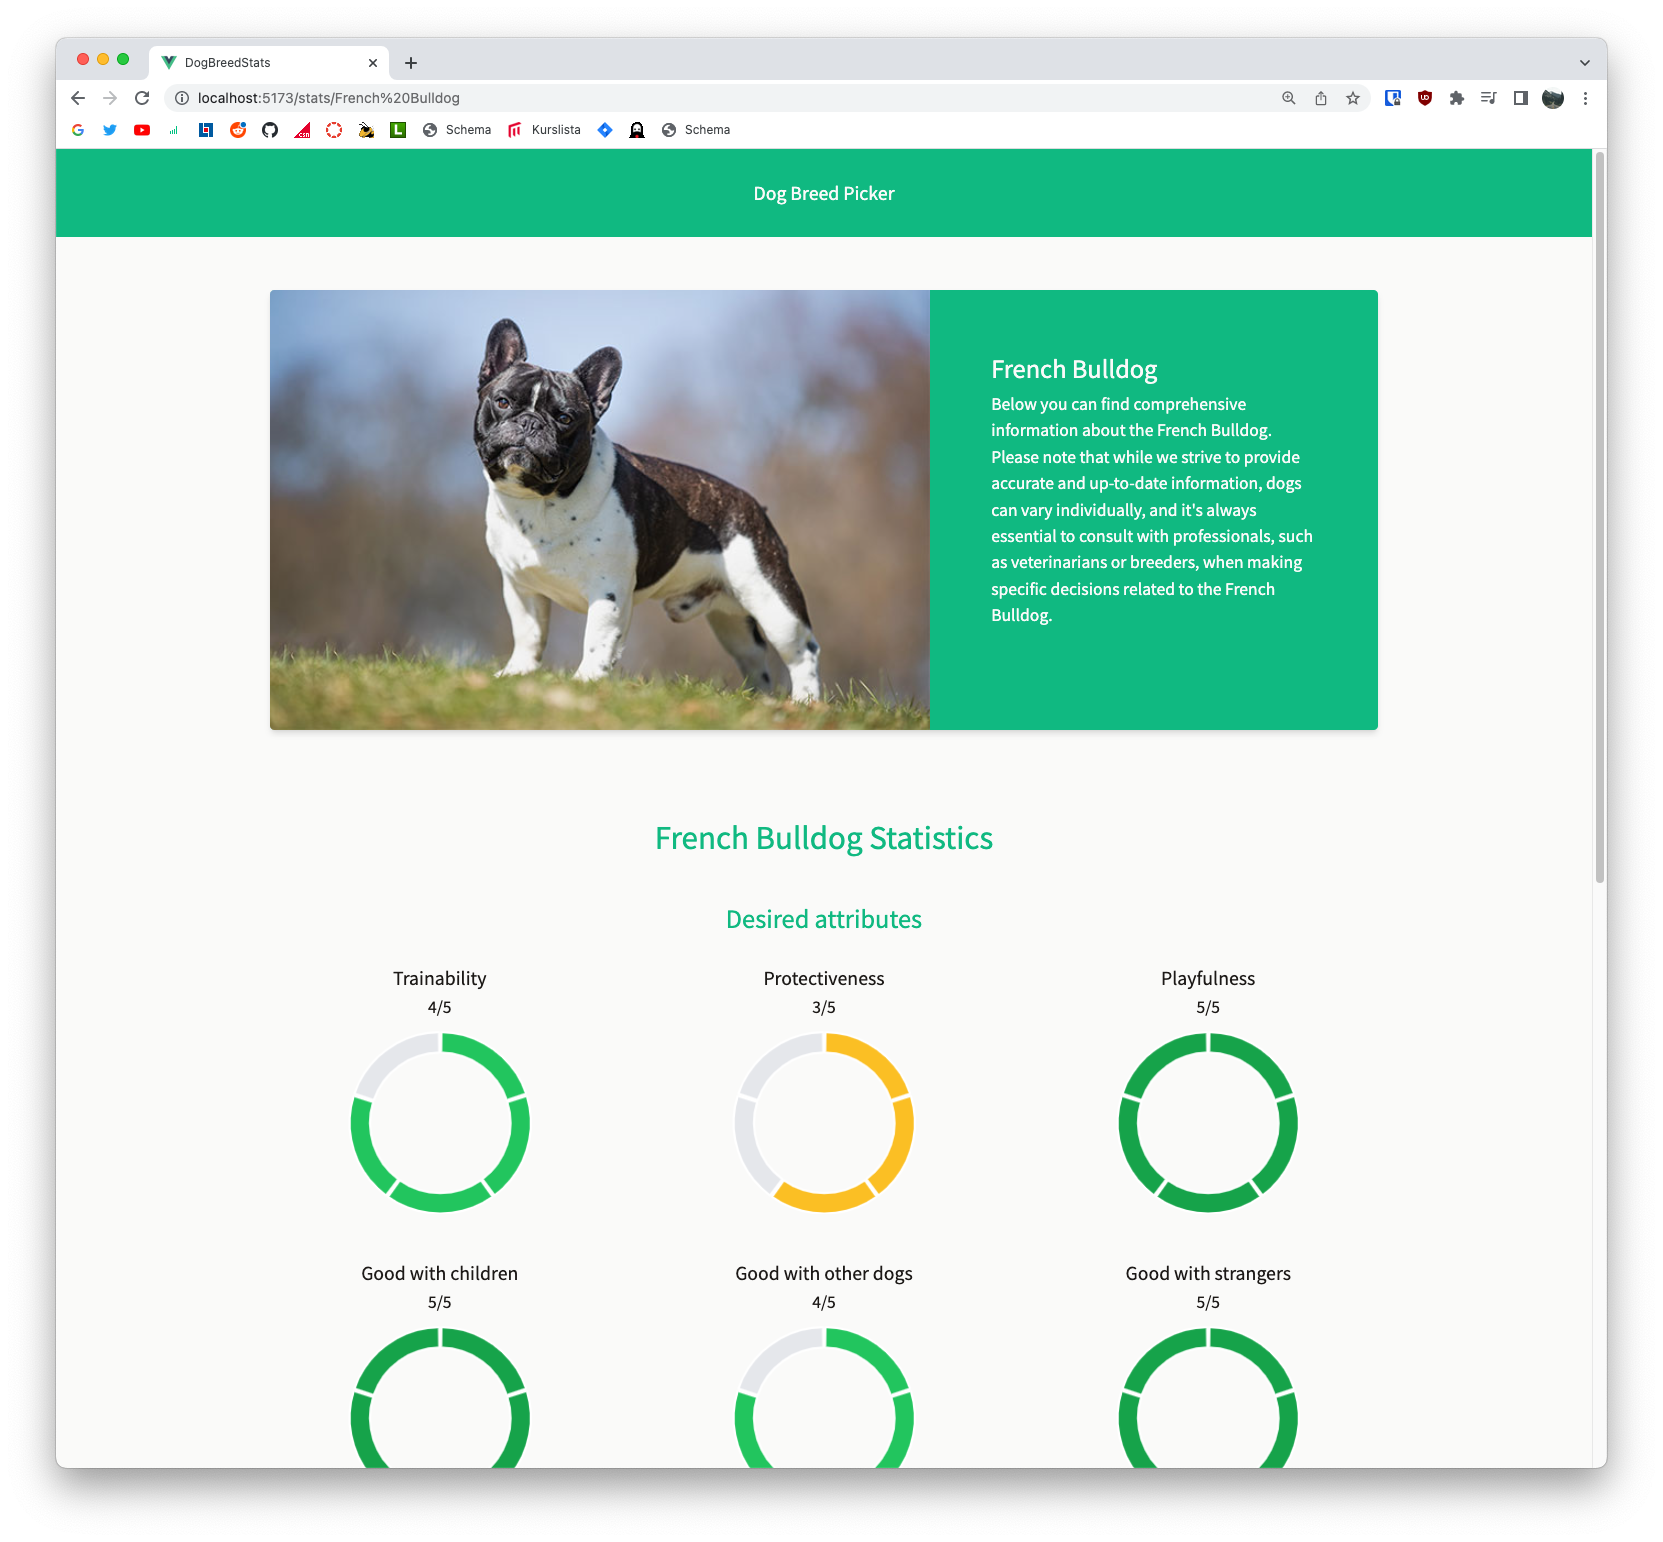 DogBreedStats
localhost:5173/stats/French%20Bulldog
Schema
Kurslista
Schema
Dog Breed Picker
French Bulldog
Below you can find comprehensive
information about the French Bulldog.
Please note that while we strive to provide
accurate and up-to-date information, dogs
can vary individually, and it's always
essential to consult with professionals, such
as veterinarians or breeders, when making
specific decisions related to the French
Bulldog.
French Bulldog Statistics
Desired attributes
Trainability
4/5
Protectiveness
3/5
Playfulness
5/5
Good with children
5/5
Good with other dogs
4/5
Good with strangers
5/5